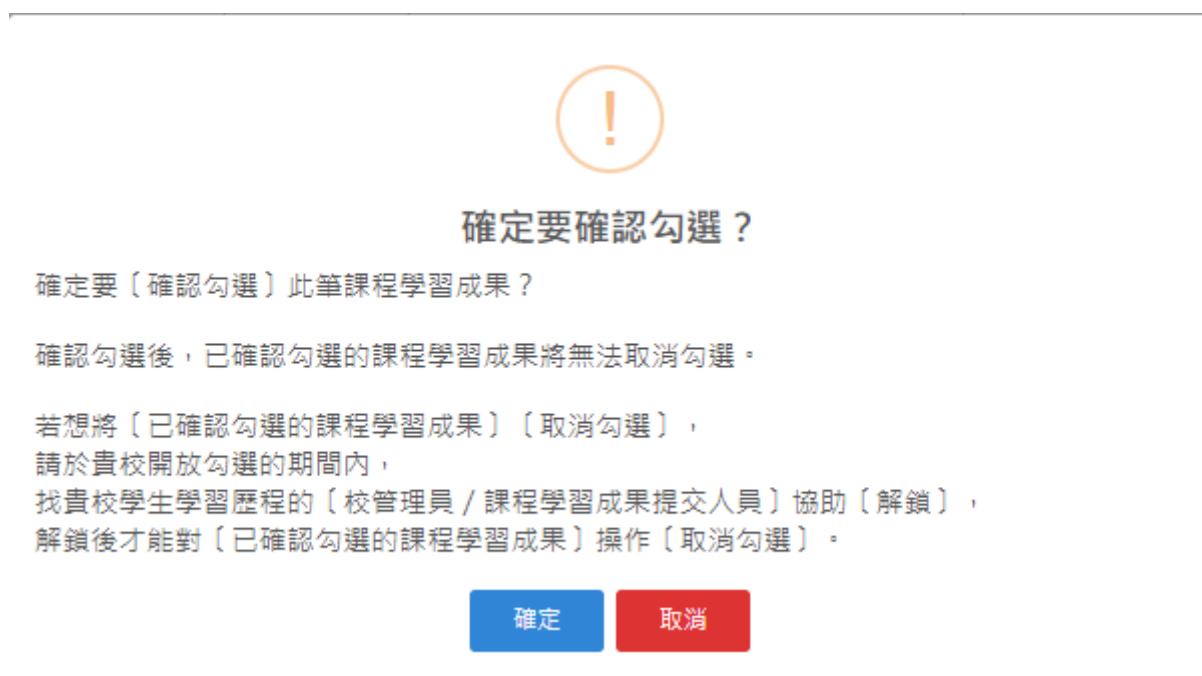 !
確定要確認勾選？
確定要〔確認勾選〕此筆課程學習成果？
確認勾選後，已確認勾選的課程學習成果將無法取消勾選。
若想將〔已確認勾選的課程學習成果〕〔取消勾選〕，
請於貴校開放勾選的期間內，
找貴校學生學習歷程的〔校管理員 / 課程學習成果提交人員〕協助〔解鎖〕，
解鎖後才能對〔已確認勾選的課程學習成果〕操作〔取消勾選〕。
確定
取消